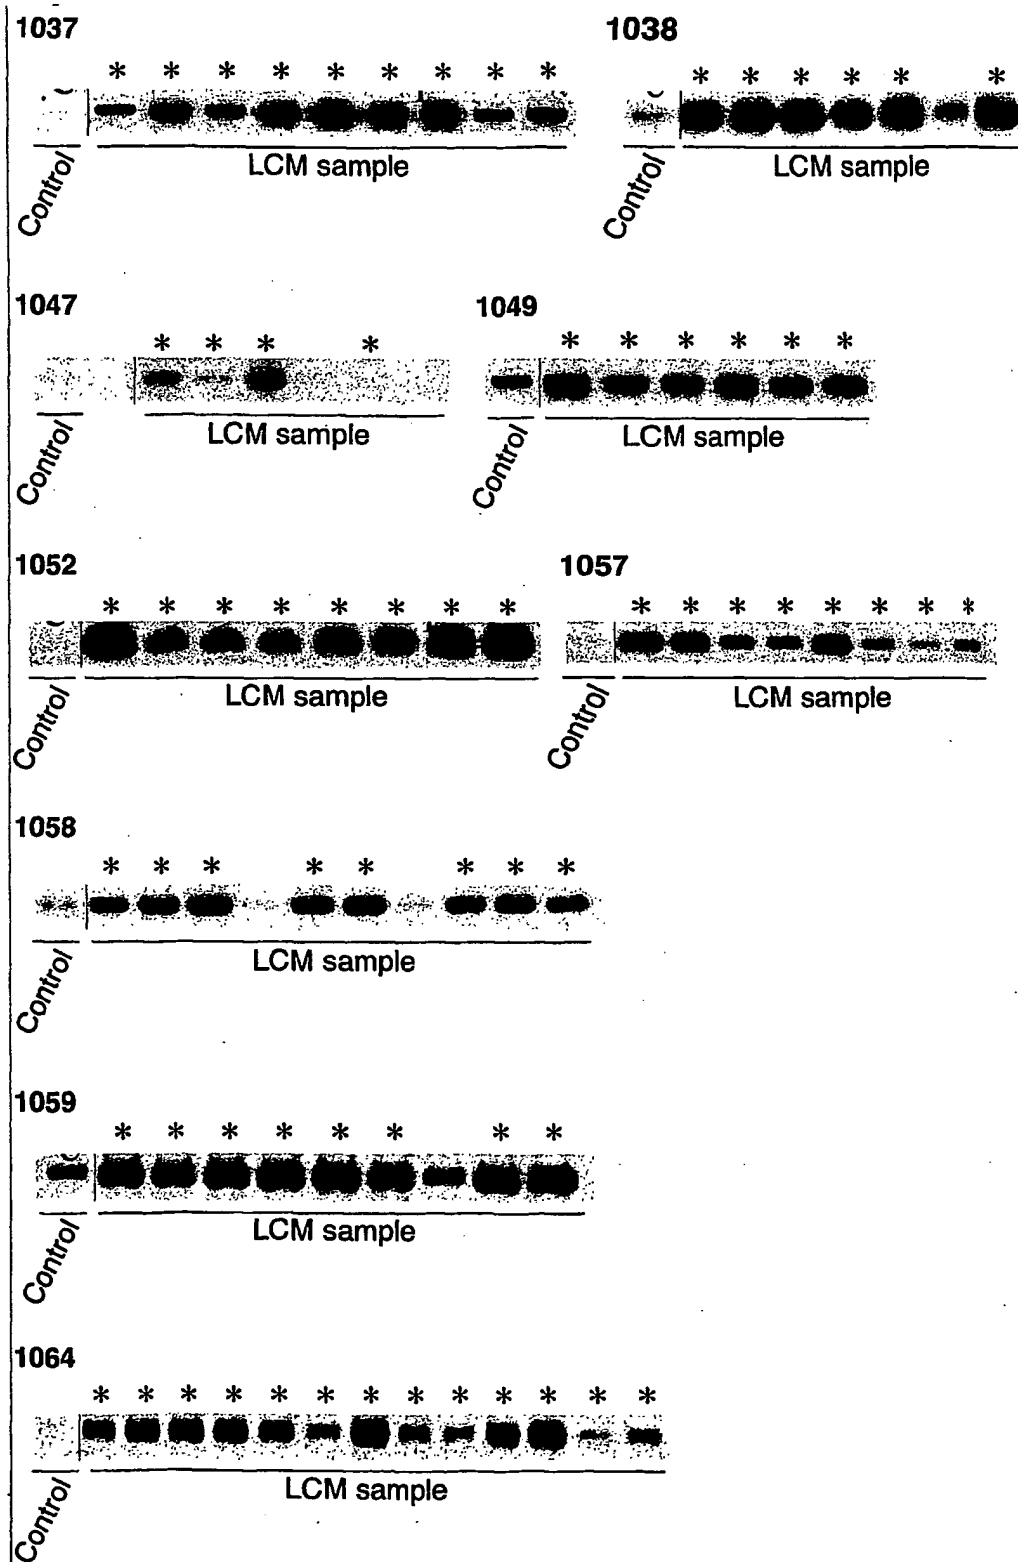 1037 1038
* * * * * * * * * * * * * * *
Control LCM sample Control LCM sample
1047 1049
* * * * * * * * * *
Control LCM sample Control LCM sample
1052 1057
* * * * * * * * * * * * * * * *
Control LCM sample Control LCM sample
1058
* * * * * * * *
Control LCM sample
1059
* * * * * * * *
Control LCM sample
1064
* * * * * * * * * * * * *
Control LCM sample